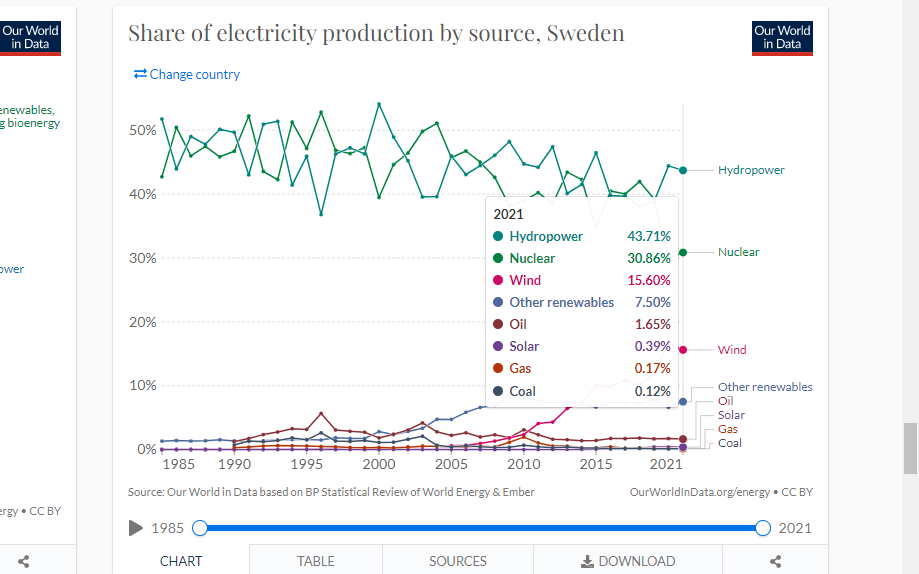 Our World
in Data
enewables,
g bioenergy
ower
ergy • CC BY
Share of electricity production by source, Sweden
Our World
in Data
Change country
50%
40%
30%
20%
10%
0%
1985
1990
1995
2000
2005
2010
2015
2021
Hydropower
Nuclear
Wind
Other renewables
Oil
Solar
Gas
Coal
2021
Hydropower 43.71%
Nuclear 30.86%
Wind 15.60%
Other renewables 7.50%
Oil 1.65%
Solar 0.39%
Gas 0.17%
Coal 0.12%
Source: Our World in Data based on BP Statistical Review of World Energy & Ember
OurWorldInData.org/energy • CC BY
1985
2021
CHART
TABLE
SOURCES
DOWNLOAD